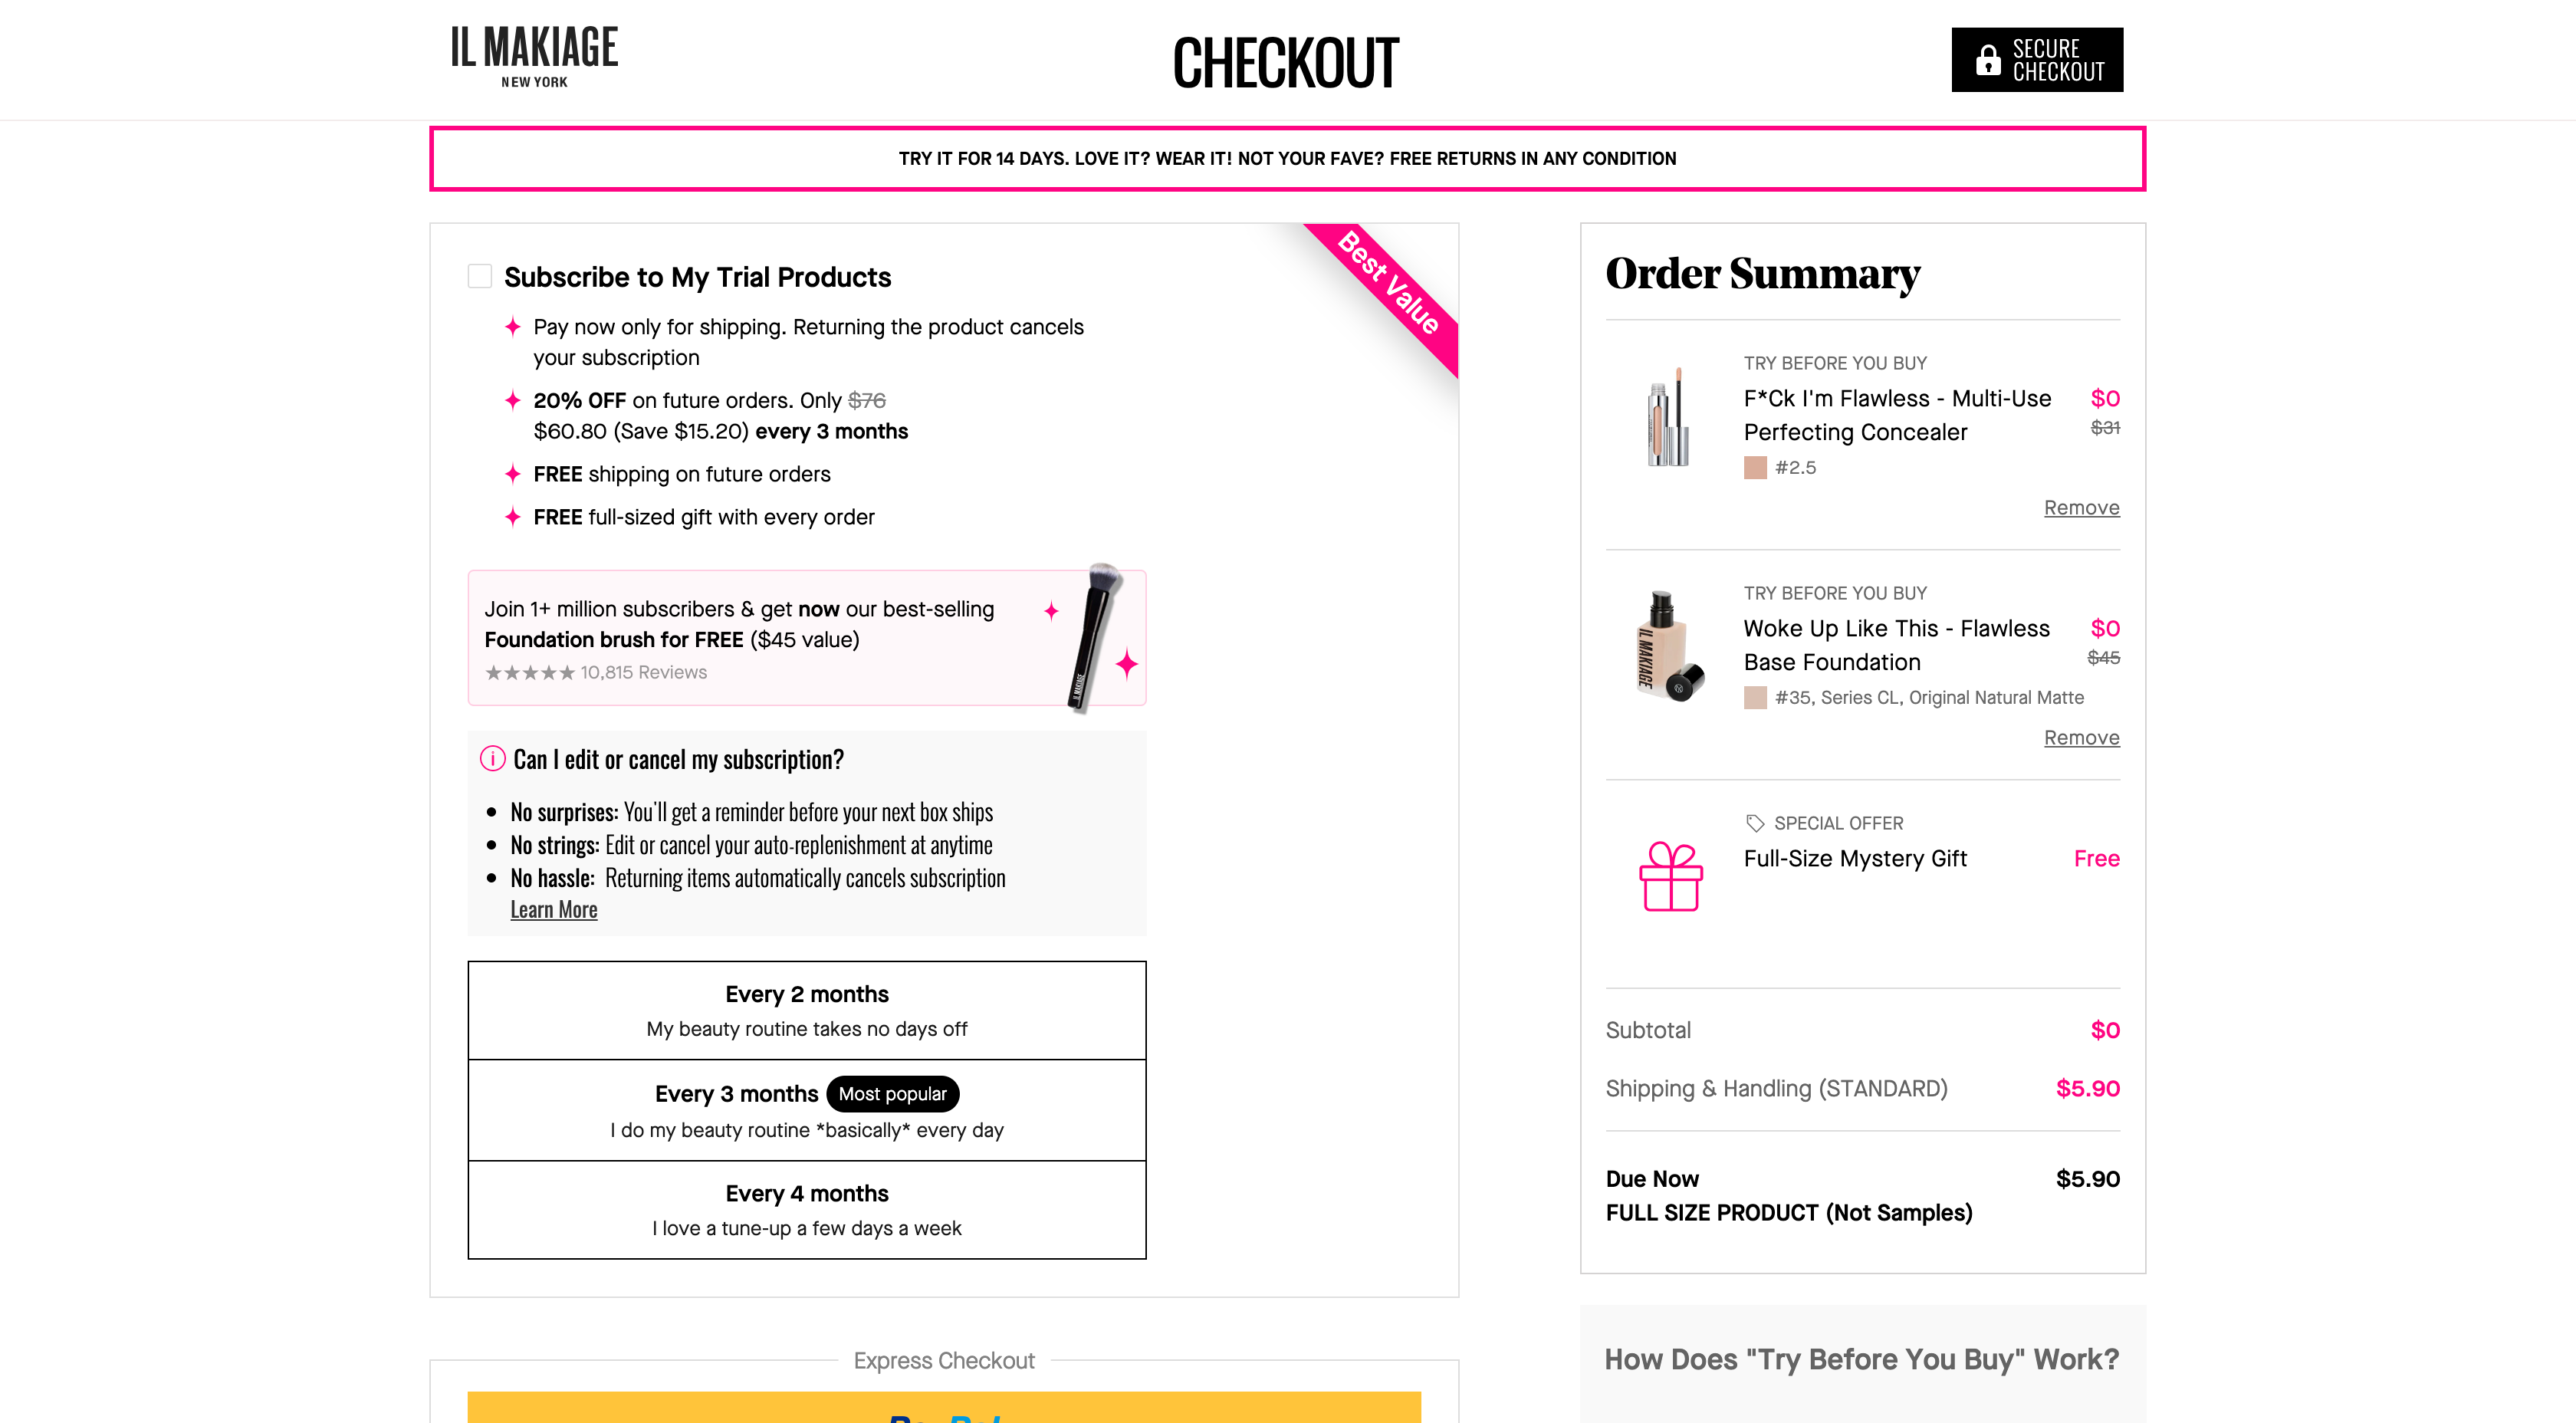 IL MAKIAGE
NEW YORK
CHECKOUT
SECURE
CHECKOUT
TRY IT FOR 14 DAYS. LOVE IT? WEAR IT! NOT YOUR FAVE? FREE RETURNS IN ANY CONDITION
Best Value
Subscribe to My Trial Products
Pay now only for shipping. Returning the product cancels
your subscription
20% OFF on future orders. Only $76
$60.80 (Save $15.20) every 3 months
FREE shipping on future orders
FREE full-sized gift with every order
Join 1+ million subscribers & get now our best-selling
Foundation brush for FREE ($45 value)
★★★★★ 10,815 Reviews
IL MAKIAGE
Can I edit or cancel my subscription?
• No surprises: You'll get a reminder before your next box ships
• No strings: Edit or cancel your auto-replenishment at anytime
• No hassle: Returning items automatically cancels subscription
Learn More
Every 2 months
My beauty routine takes no days off
Every 3 months Most popular
I do my beauty routine *basically* every day
Every 4 months
I love a tune-up a few days a week
Express Checkout
PayPal
Order Summary
TRY BEFORE YOU BUY
F*Ck I'm Flawless - Multi-Use $0
Perfecting Concealer $31
#2.5
Remove
TRY BEFORE YOU BUY
Woke Up Like This - Flawless $0
Base Foundation $45
IL MAKIAGE
#35, Series CL, Original Natural Matte
Remove
SPECIAL OFFER
Full-Size Mystery Gift Free
Subtotal $0
Shipping & Handling (STANDARD) $5.90
Due Now $5.90
FULL SIZE PRODUCT (Not Samples)
How Does "Try Before You Buy" Work?